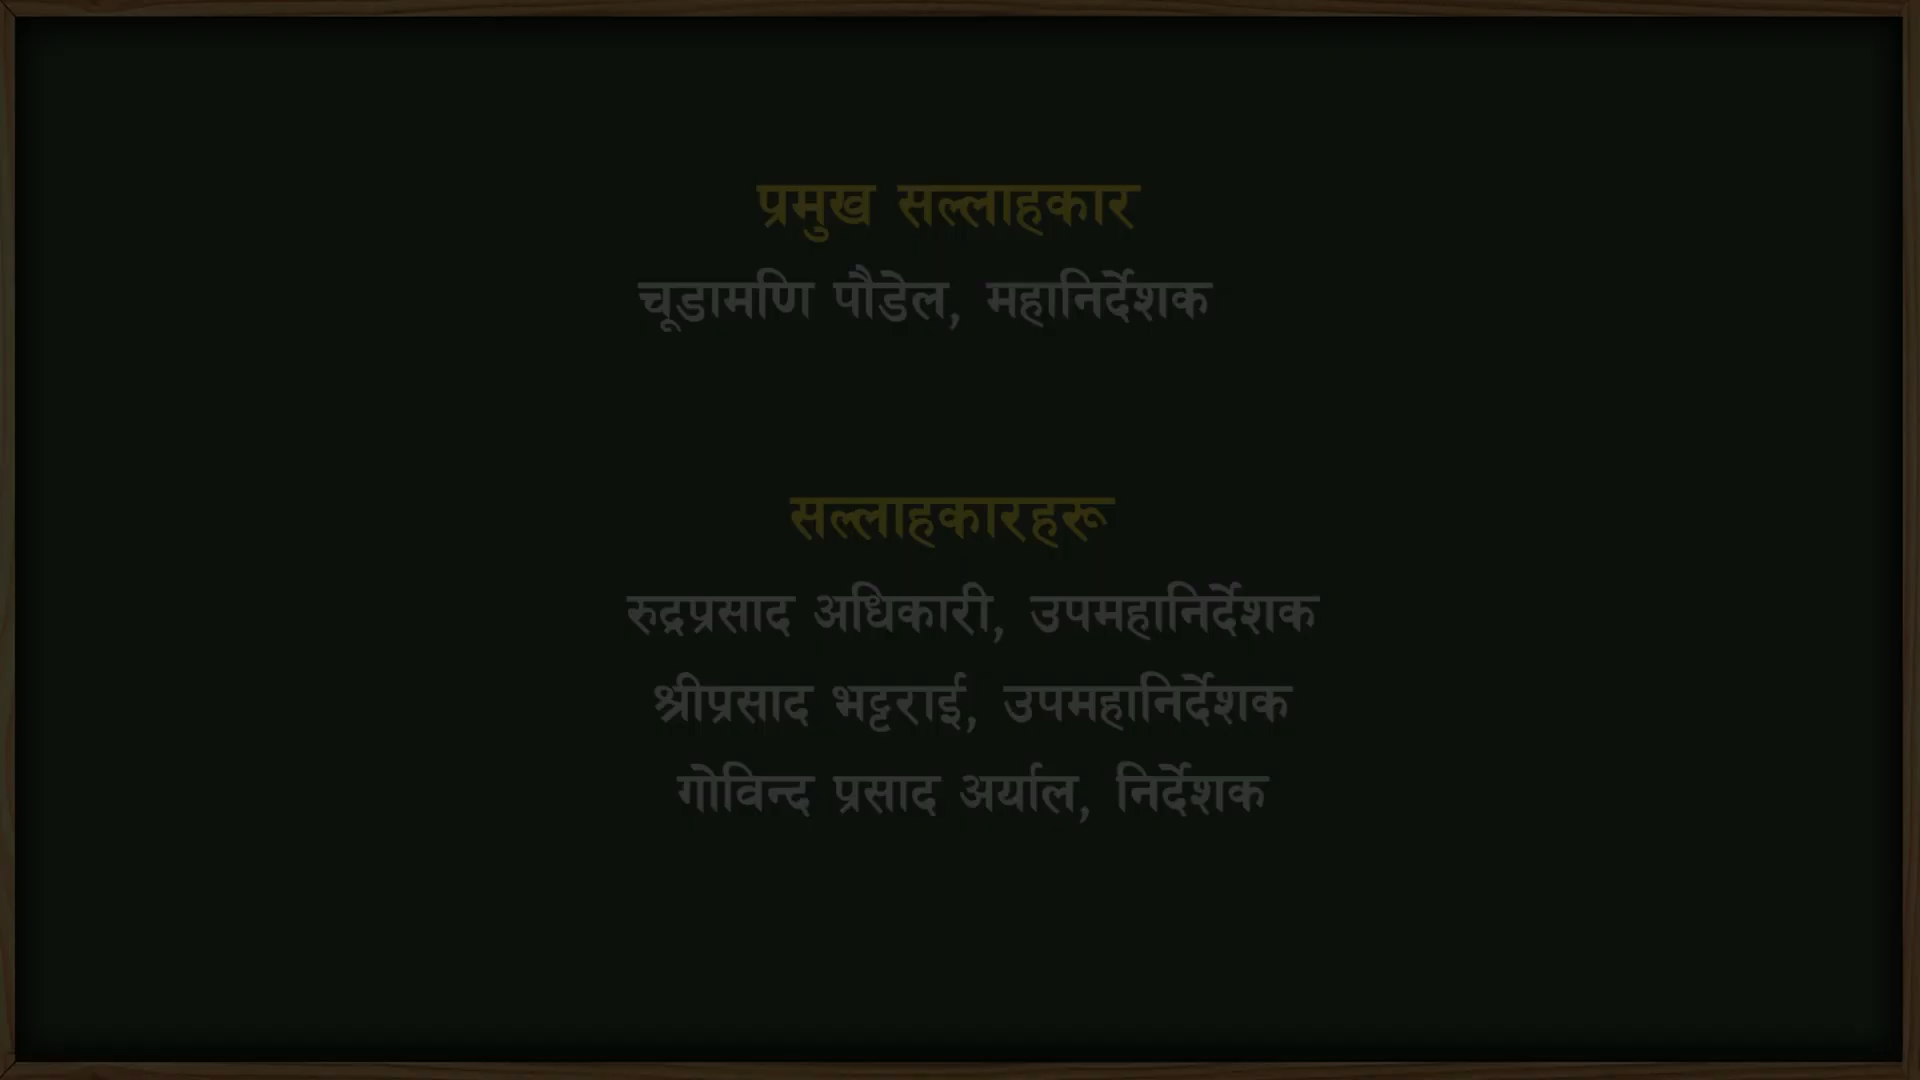 प्रमुख सल्लाहकार
चूडामणि पौडेल, महानिर्देशक
सल्लाहकारहरू
रुद्रप्रसाद अधिकारी, उपमहानिर्देशक
श्रीप्रसाद भट्टराई, उपमहानिर्देशक
गोविन्द प्रसाद अर्याल, निर्देशक